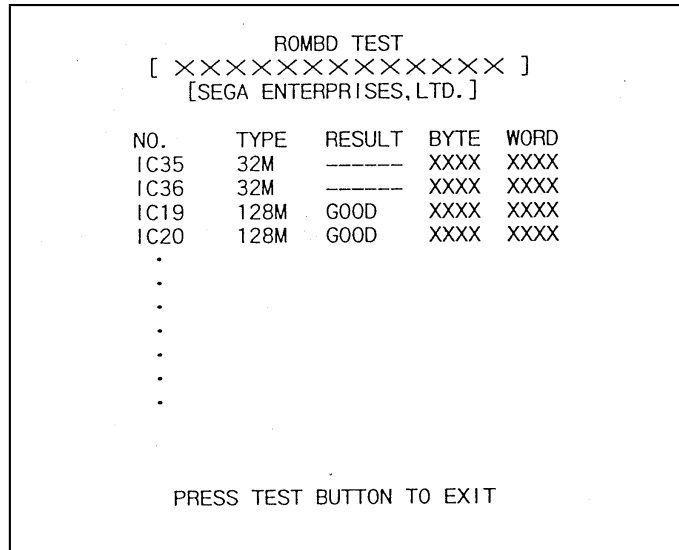 ROMBD TEST
[ XXXXXXXXXXXXX ]
[SEGA ENTERPRISES,LTD.]
NO. TYPE RESULT BYTE WORD
IC35 32M ------ XXXX XXXX
IC36 32M ------ XXXX XXXX
IC19 128M GOOD XXXX XXXX
IC20 128M GOOD XXXX XXXX
.
.
.
.
.
.
.
PRESS TEST BUTTON TO EXIT